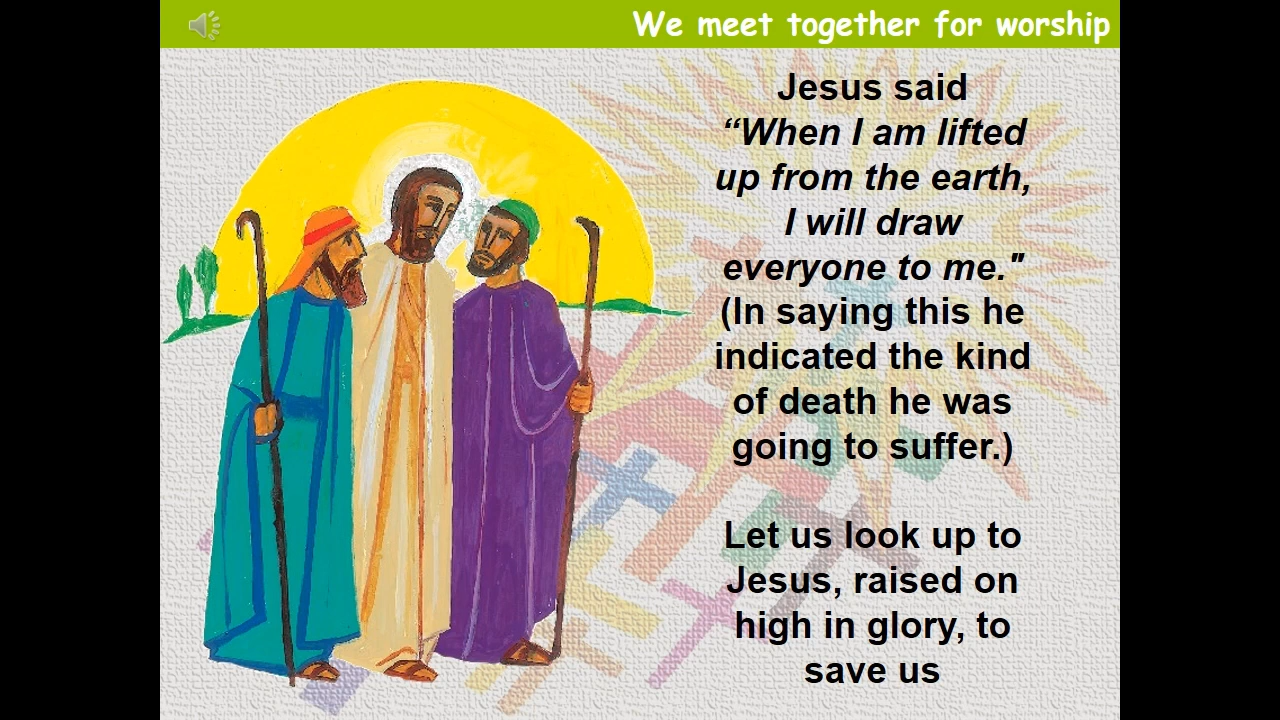 We meet together for worship
Jesus said
“When I am lifted
up from the earth,
I will draw
everyone to me."
(In saying this he
indicated the kind
of death he was
going to suffer.)
Let us look up to
Jesus, raised on
high in glory, to
save us